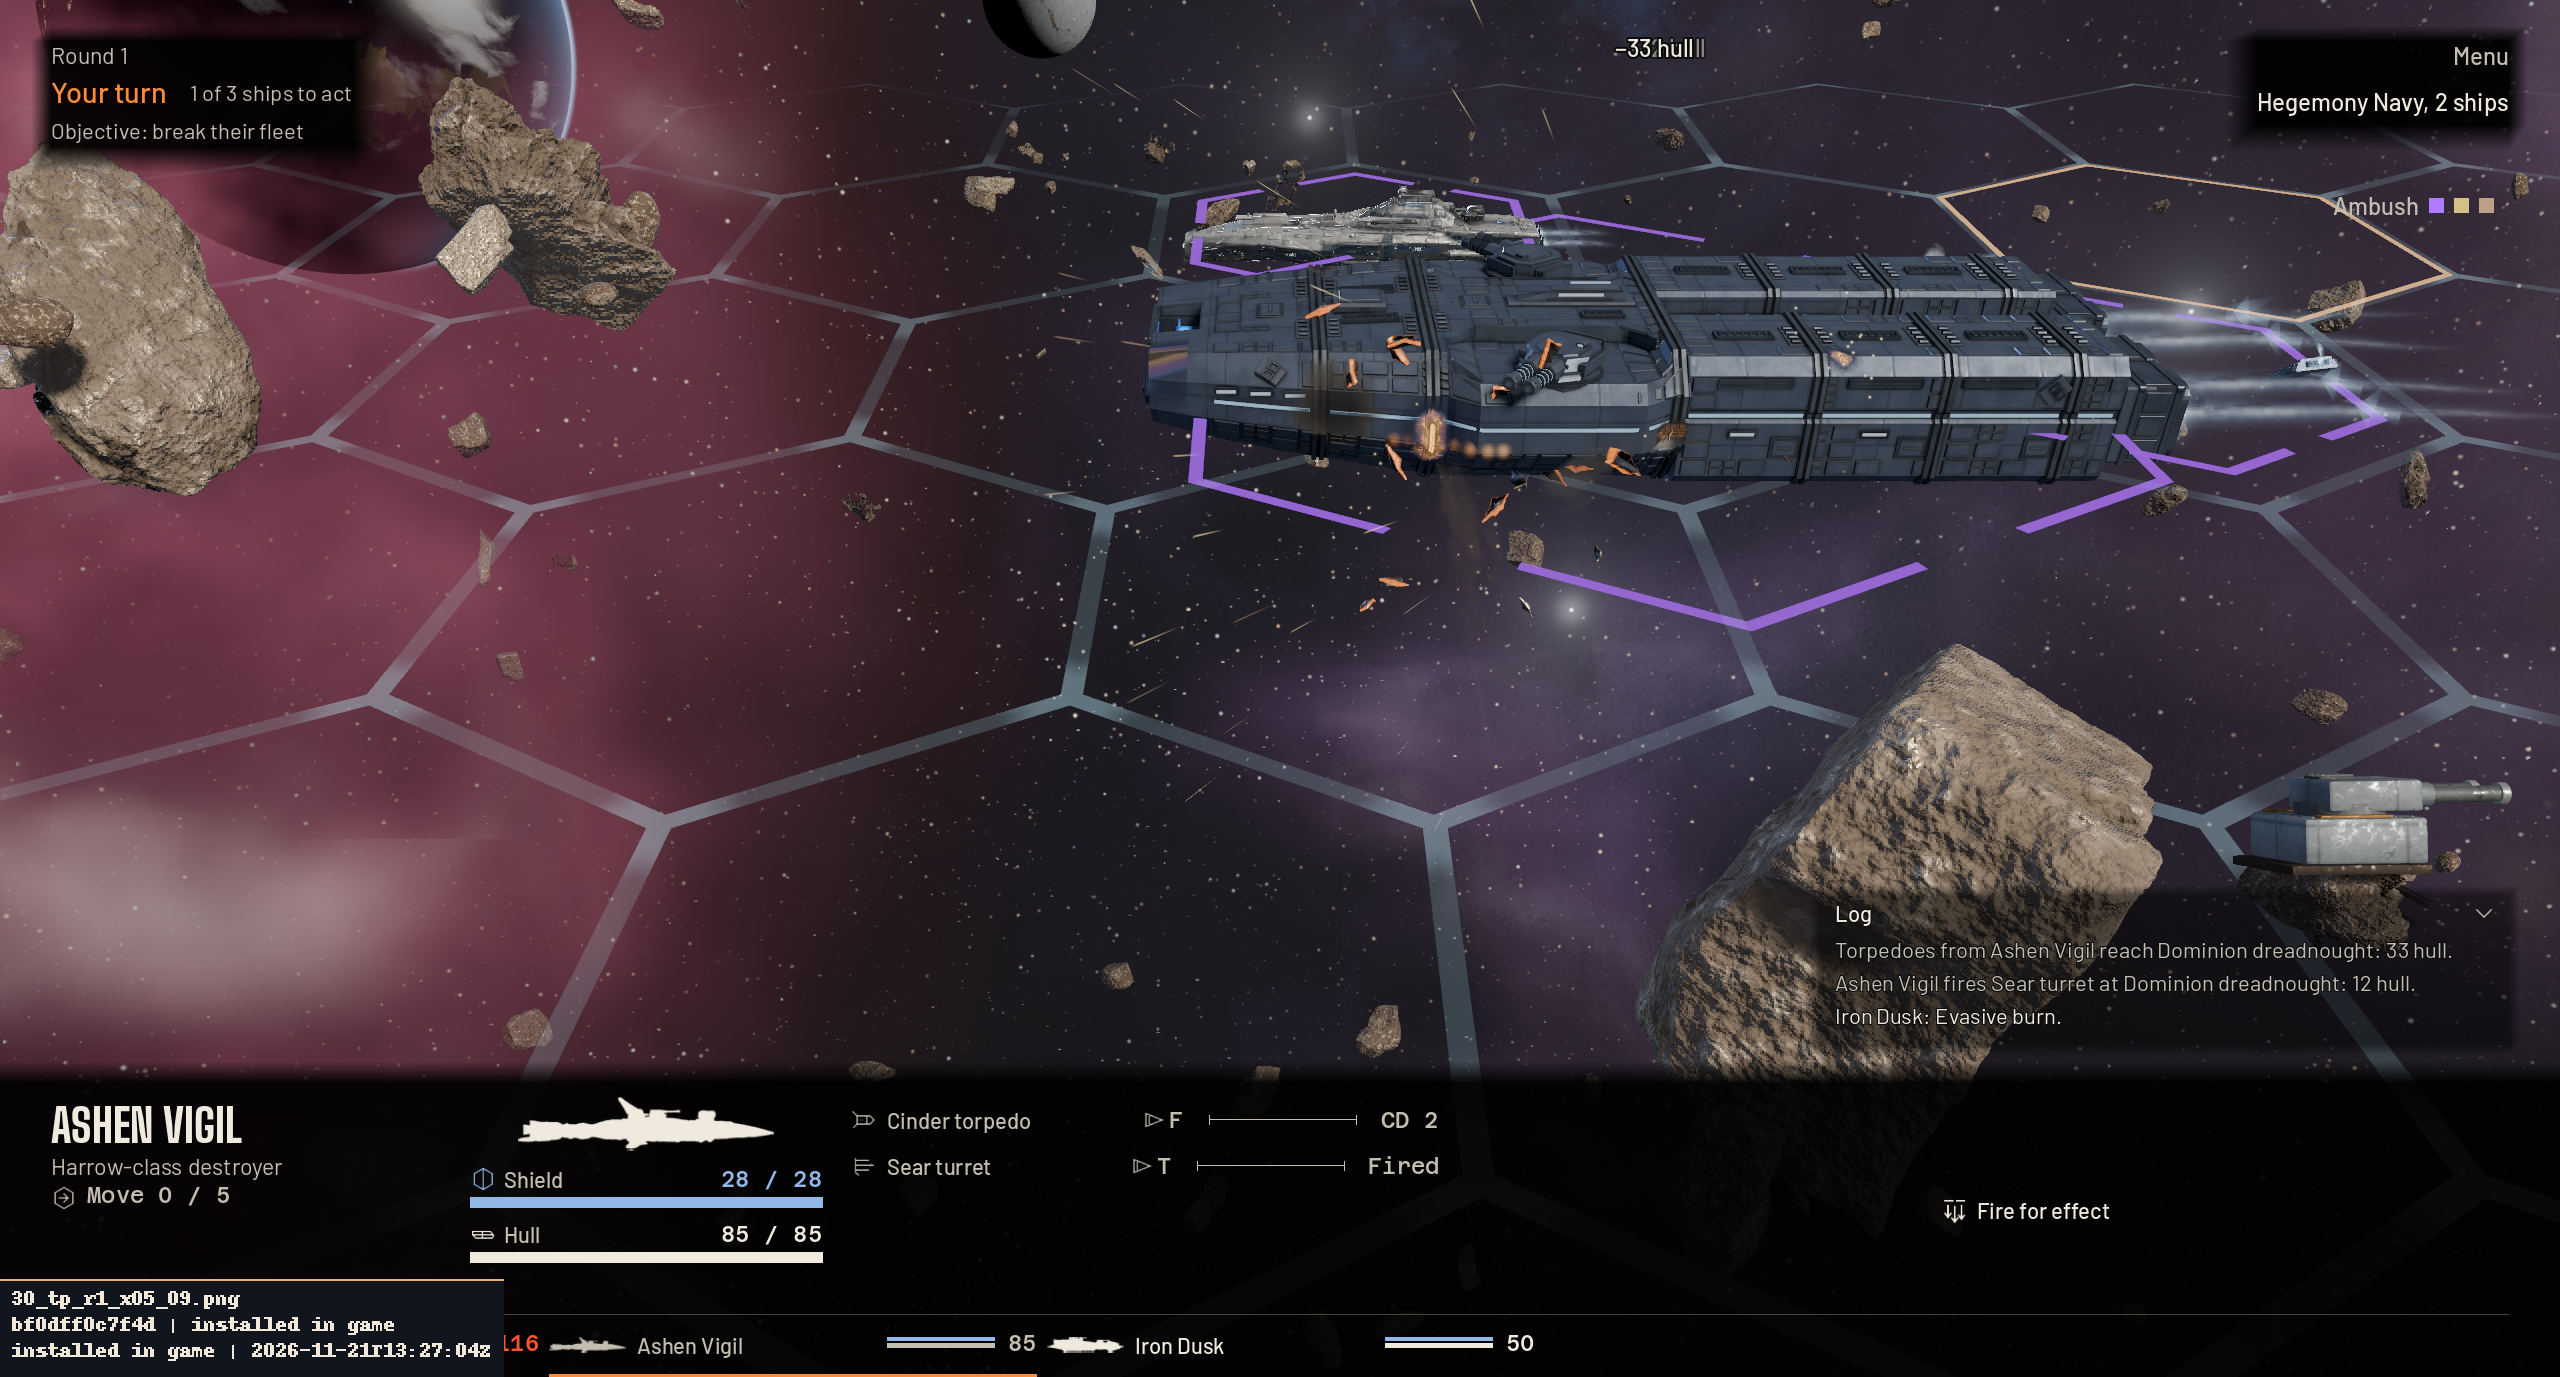 Round 1
Your turn 1 of 3 ships to act
Objective: break their fleet
–33 hull
Menu
Hegemony Navy, 2 ships
Ambush
Log
Torpedoes from Ashen Vigil reach Dominion dreadnought: 33 hull.
Ashen Vigil fires Sear turret at Dominion dreadnought: 12 hull.
Iron Dusk: Evasive burn.
ASHEN VIGIL
Harrow-class destroyer
Move 0 / 5
Shield 28 / 28
Hull 85 / 85
Cinder torpedo F CD 2
Sear turret T Fired
Fire for effect
30_tp_r1_x05_09.png
bf0dff0c7f4d | installed in game
installed in game | 2026-11-21T13:27:04Z
116 Ashen Vigil 85 Iron Dusk 50